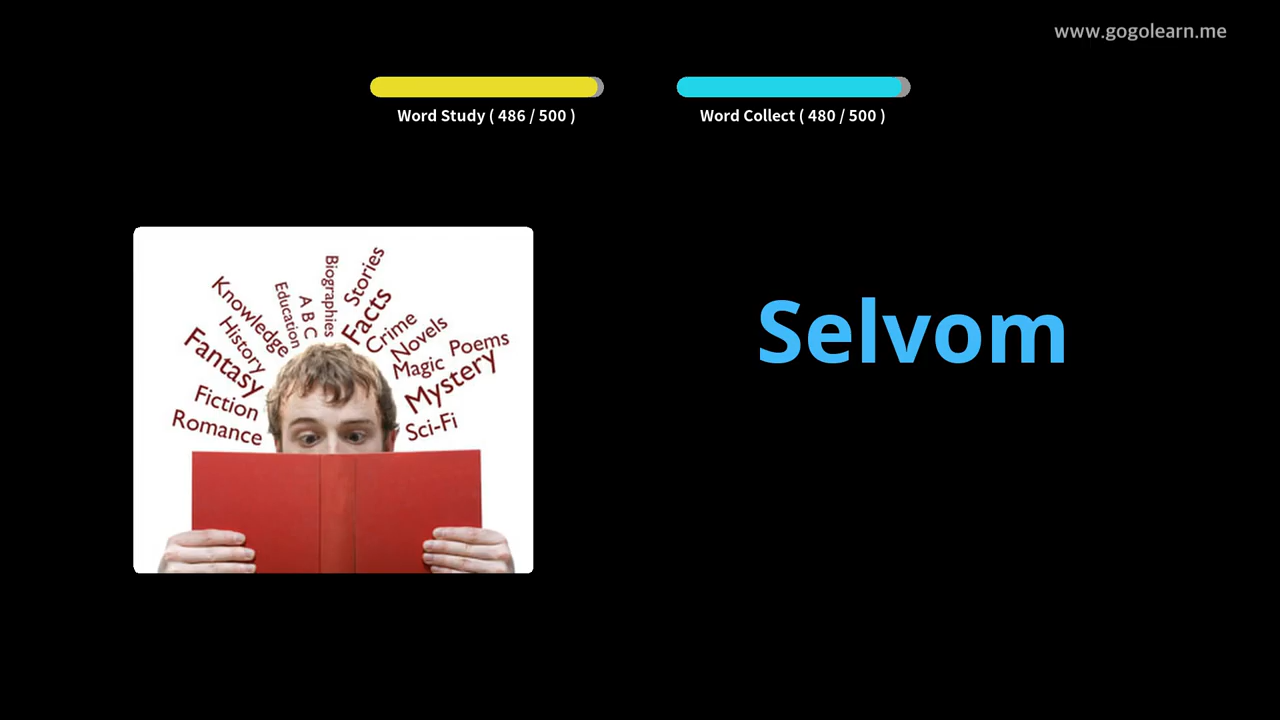 www.gogolearn.me
Word Study ( 486 / 500 )
Word Collect ( 480 / 500 )
Selvom
Biographies
Stories
Education
A B C
Facts
Knowledge
Crime
History
Novels
Fantasy
Magic
Poems
Mystery
Fiction
Romance
Sci-Fi